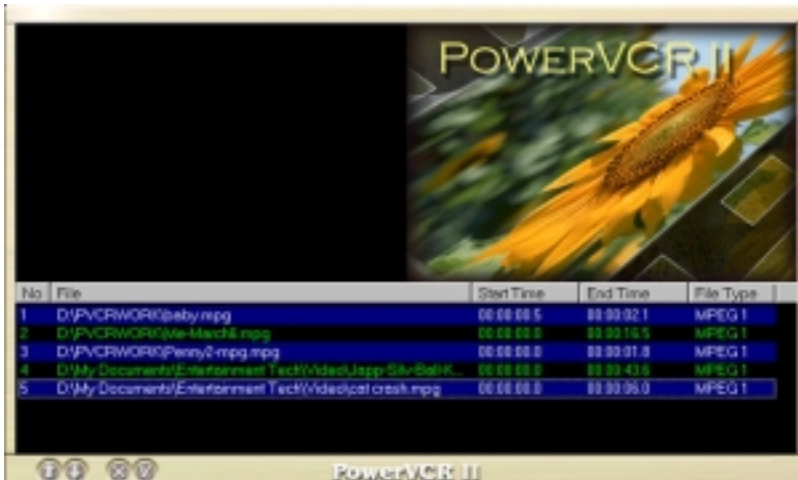 POWERVCR II
No File Start Time End Time File Type
1 D:\PVCRWORK\baby.mpg 00:00:00.5 00:00:02.1 MPEG 1
2 D:\PVCRWORK\ 00:00:00.0 00:00:16.5 MPEG 1
3 D:\PVCRWORK\Penny2-mpg.mpg 00:00:00.0 00:00:01.8 MPEG 1
4 D:\My Documents\Entertainment Tech\Video\ 00:00:00.0 00:00:43.6 MPEG 1
5 D:\My Documents\Entertainment Tech\Video\cat crash.mpg 00:00:00.0 00:00:06.0 MPEG 1
PowerVCR II